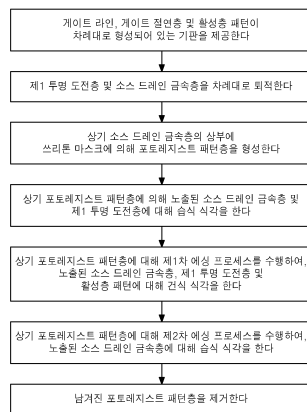 게이트 라인, 게이트 절연층 및 활성층 패턴이
차례대로 형성되어 있는 기판을 제공한다
제1 투명 도전층 및 소스 드레인 금속층을 차례대로 퇴적한다
상기 소스 드레인 금속층의 상부에
쓰리톤 마스크에 의해 포토레지스트 패턴층을 형성한다
상기 포토레지스트 패턴층에 의해 노출된 소스 드레인 금속층 및
제1 투명 도전층에 대해 습식 식각을 한다
상기 포토레지스트 패턴층에 대해 제1차 에싱 프로세스를 수행하여,
노출된 소스 드레인 금속층, 제1 투명 도전층 및
활성층 패턴에 대해 건식 식각을 한다
상기 포토레지스트 패턴층에 대해 제2차 에싱 프로세스를 수행하여,
노출된 소스 드레인 금속층에 대해 습식 식각을 한다
남겨진 포토레지스트 패턴층을 제거한다